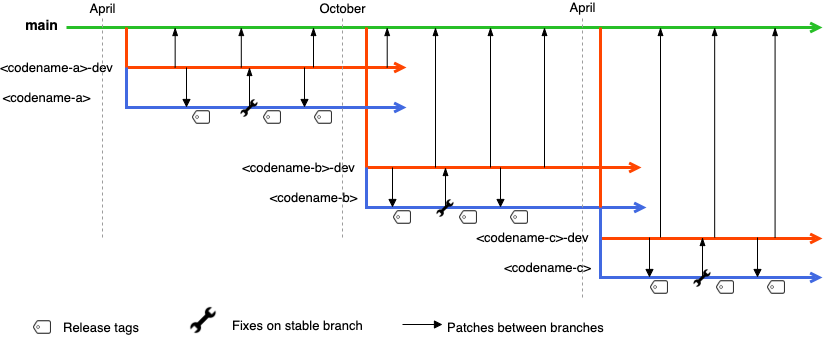 April
October
April
main
<codename-a>-dev
<codename-a>
<codename-b>-dev
<codename-b>
<codename-c>-dev
<codename-c>
Release tags
Fixes on stable branch
Patches between branches